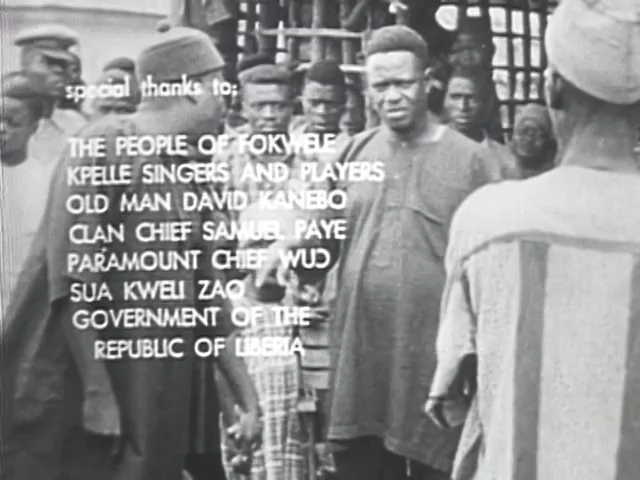 special thanks to:
THE PEOPLE OF FOKWELE
KPELLE SINGERS AND PLAYERS
OLD MAN DAVID KANEBO
CLAN CHIEF SAMUEL PAYE
PARAMOUNT CHIEF WUO
SUA KWELI ZAO
GOVERNMENT OF THE
REPUBLIC OF LIBERIA